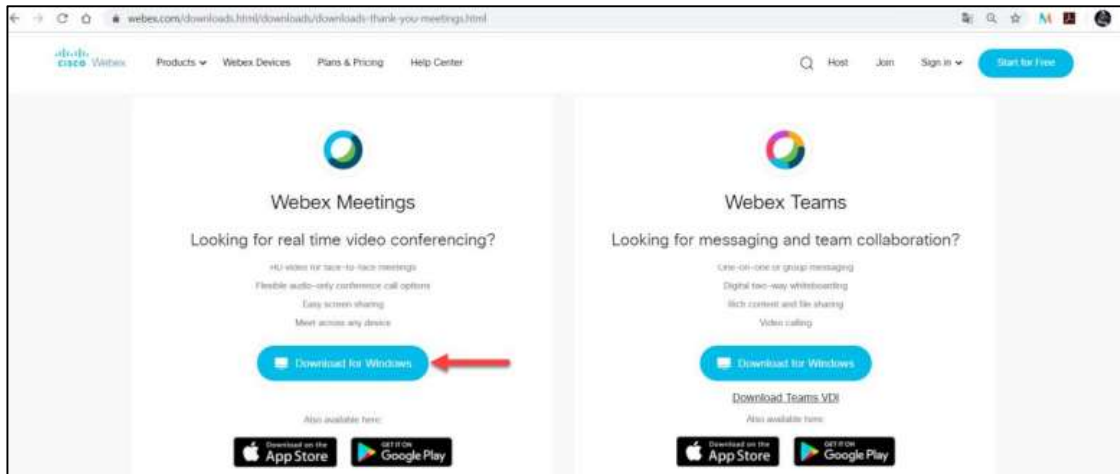 webex.com/downloads.html/downloads/downloads-thank-you-meetings.html
CISCO Webex
Products
Webex Devices
Plans & Pricing
Help Center
Host
Join
Sign in
Start for Free
Webex Meetings
Looking for real time video conferencing?
HD video for face-to-face meetings
Flexible audio-only conference call options
Easy screen sharing
Meet across any device
Download for Windows
Also available here:
Download on the
App Store
GET IT ON
Google Play
Webex Teams
Looking for messaging and team collaboration?
One-on-one or group messaging
Digital two-way whiteboarding
Rich content and file sharing
Video calling
Download for Windows
Download Teams VDI
Also available here:
Download on the
App Store
GET IT ON
Google Play